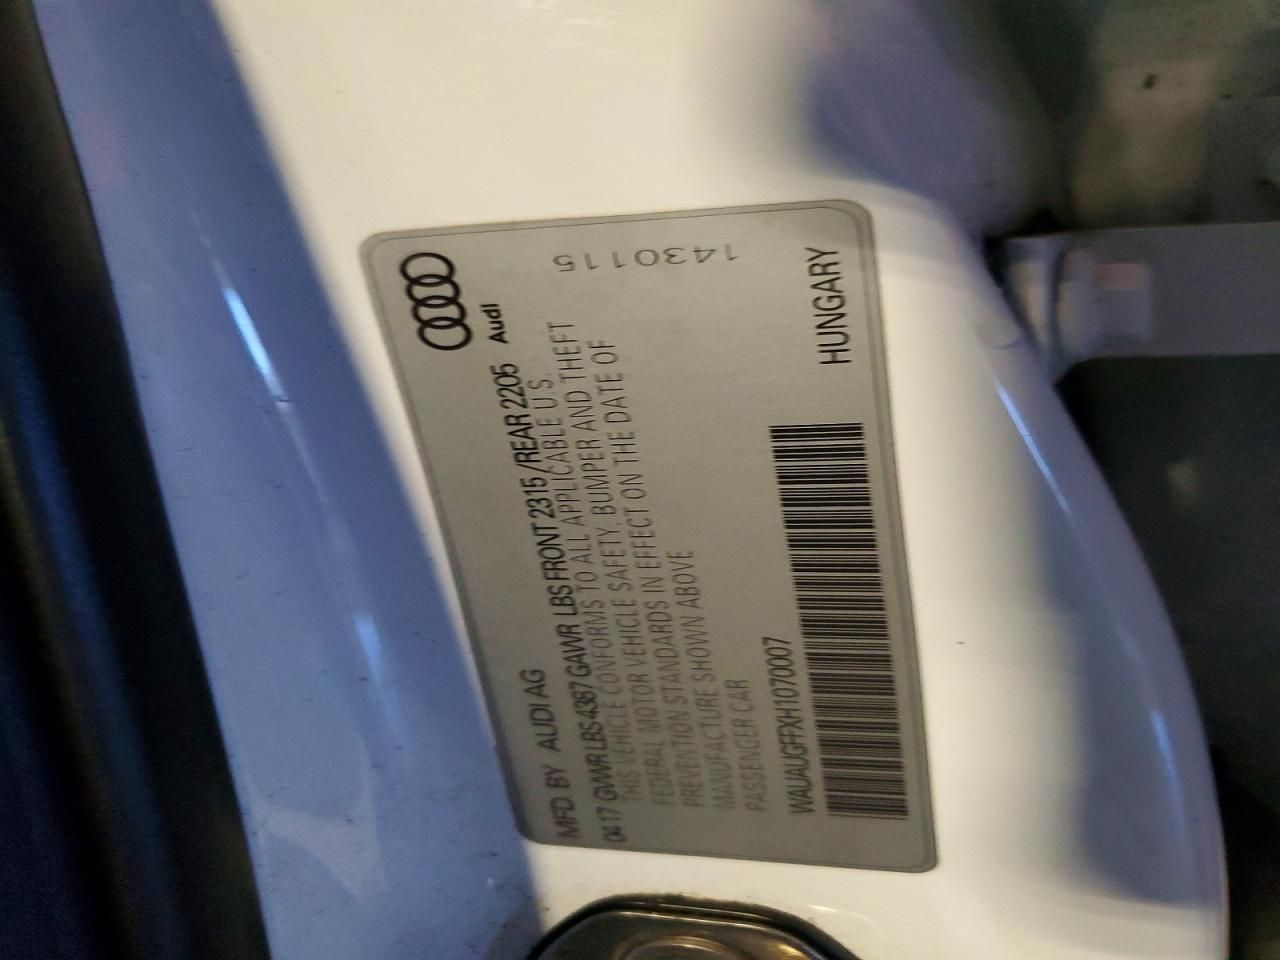 Audi
MFD. BY AUDI AG
04 17 GVWR LBS 4387 GAWR LBS FRONT 2315 /REAR 2205
THIS VEHICLE CONFORMS TO ALL APPLICABLE U.S.
FEDERAL MOTOR VEHICLE SAFETY, BUMPER AND THEFT
PREVENTION STANDARDS IN EFFECT ON THE DATE OF
MANUFACTURE SHOWN ABOVE
PASSENGER CAR
WAUAUGFFXH1070007
HUNGARY
1430115